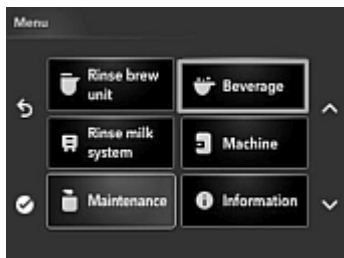 Menu
Rinse brew
unit
Beverage
Rinse milk
system
Machine
Maintenance
Information